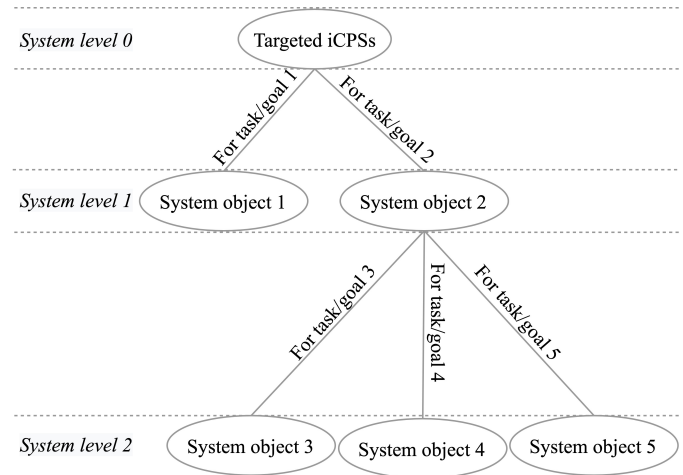 System level 0
Targeted iCPSs
For task/goal 1
For task/goal 2
System level 1
System object 1
System object 2
For task/goal 3
For task/goal 4
For task/goal 5
System level 2
System object 3
System object 4
System object 5